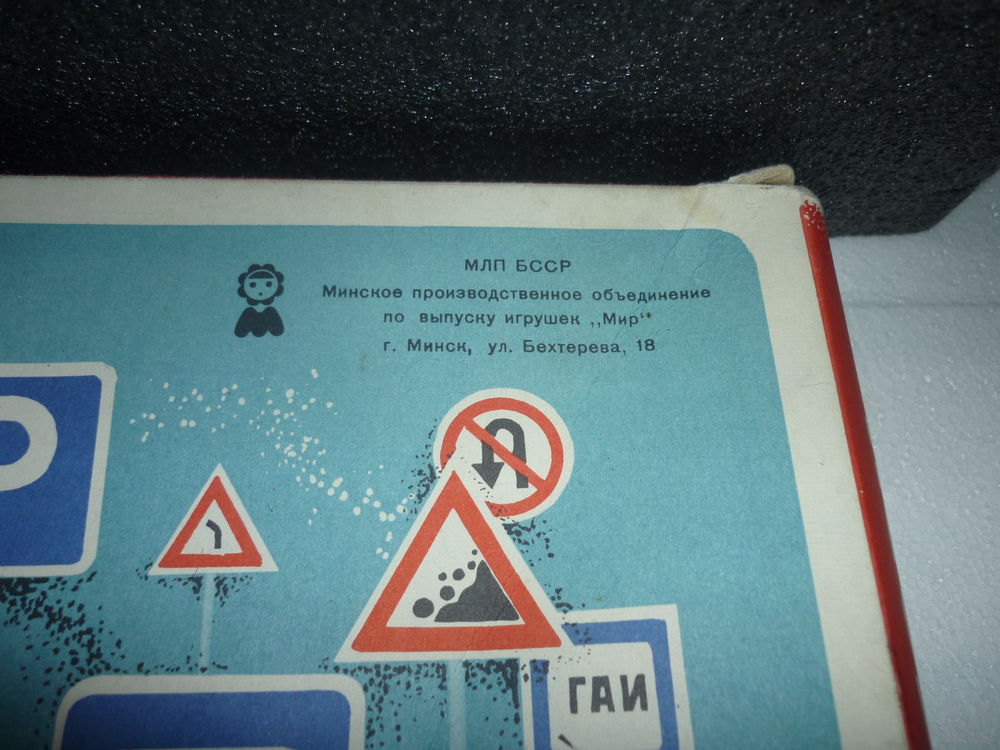 МЛП БССР
Минское производственное объединение
по выпуску игрушек „Мир“
г. Минск, ул. Бехтерева, 18
ГАИ